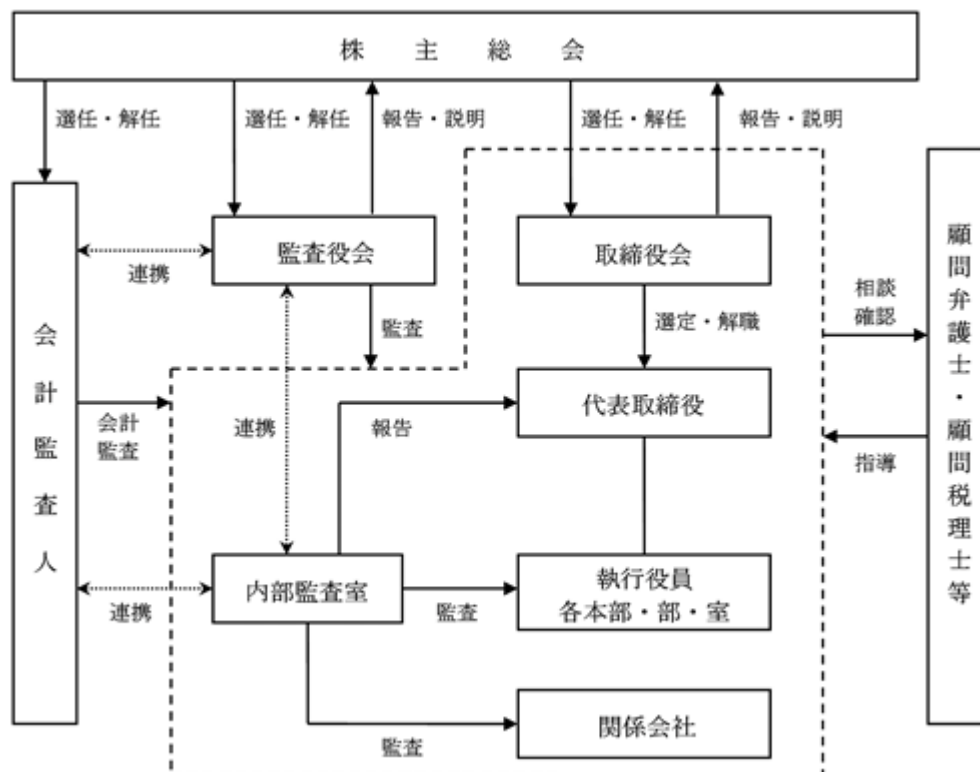 株主総会
選任・解任
選任・解任
報告・説明
選任・解任
報告・説明
監査役会
取締役会
連携
監査
選定・解職
相談
確認
会計監査人
顧問弁護士・顧問税理士等
会計
監査
連携
報告
代表取締役
指導
内部監査室
連携
監査
執行役員
各本部・部・室
監査
関係会社